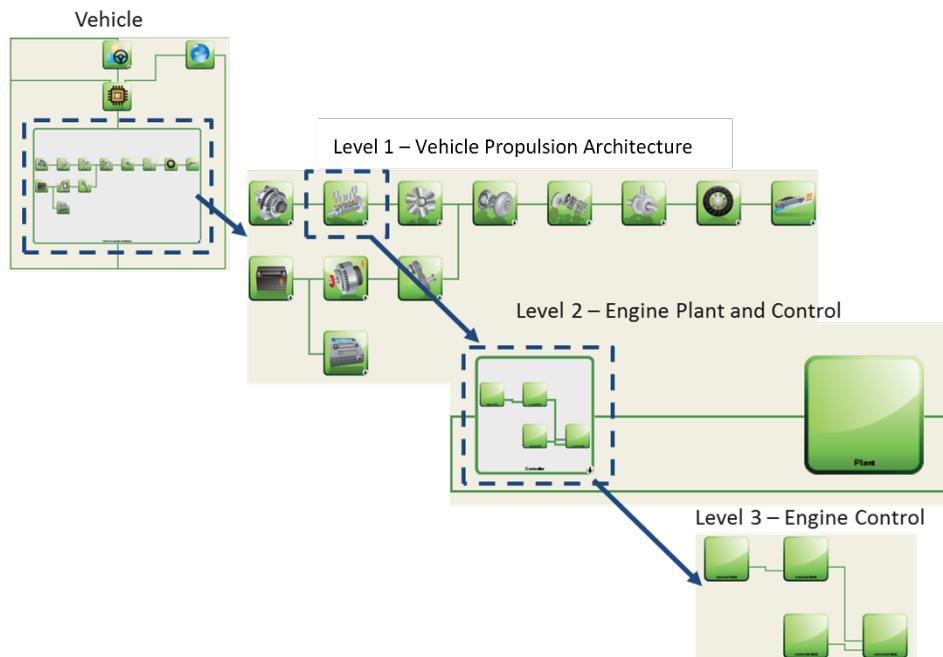 Vehicle
Level 1 – Vehicle Propulsion Architecture
Level 2 – Engine Plant and Control
Controller
Plant
Level 3 – Engine Control